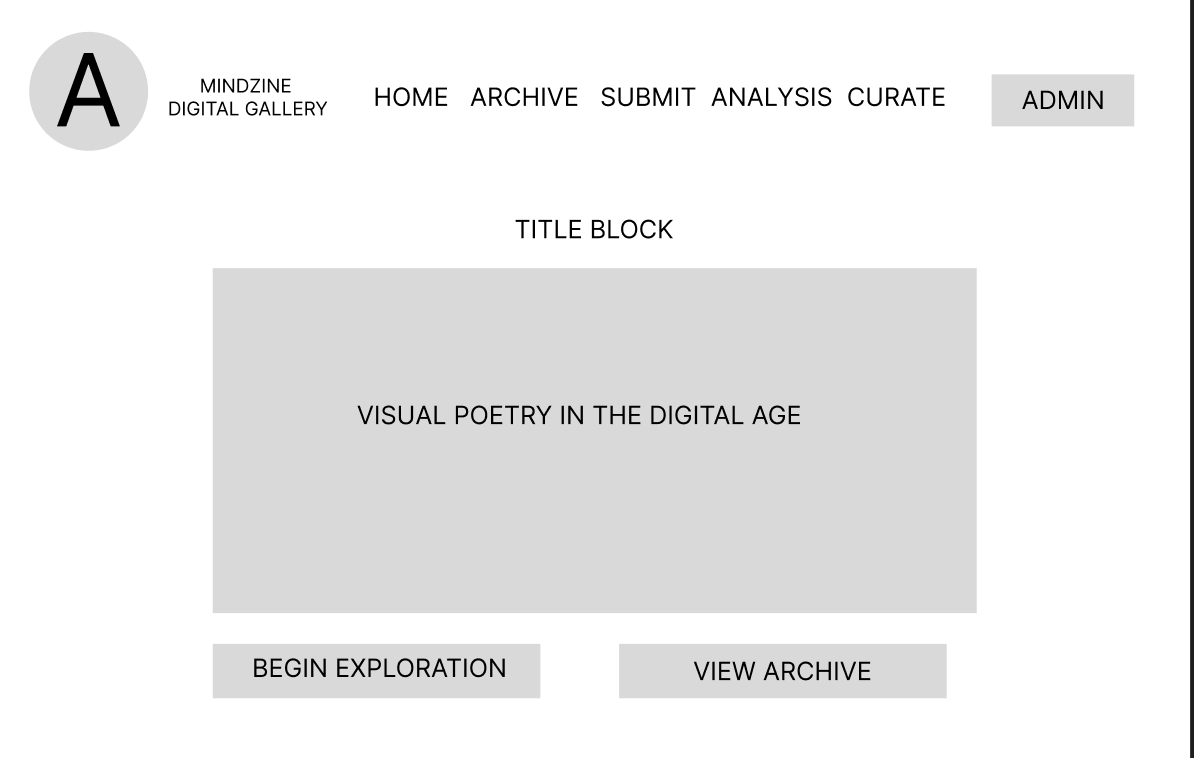 A
MINDZINE
DIGITAL GALLERY
HOME ARCHIVE SUBMIT ANALYSIS CURATE
ADMIN
TITLE BLOCK
VISUAL POETRY IN THE DIGITAL AGE
BEGIN EXPLORATION
VIEW ARCHIVE